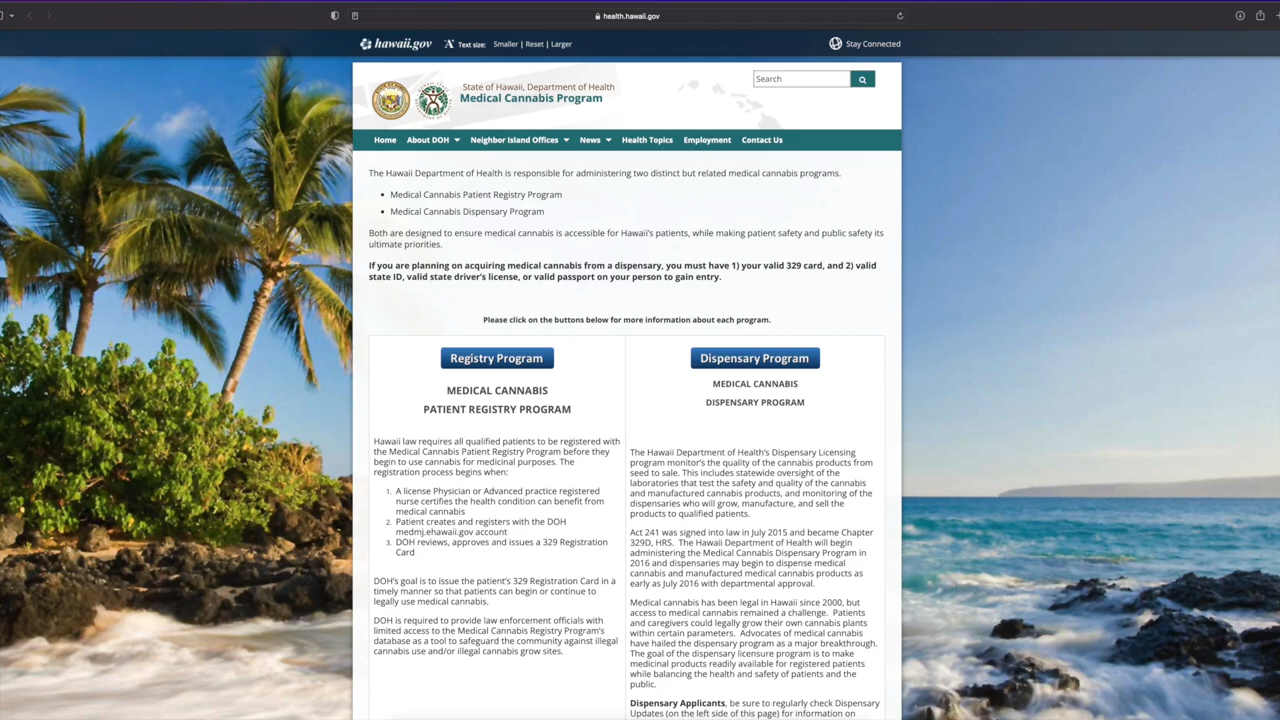 health.hawaii.gov
hawaii.gov
Text size: Smaller | Reset | Larger
Stay Connected
State of Hawaii, Department of Health
Medical Cannabis Program
Search
Home About DOH Neighbor Island Offices News Health Topics Employment Contact Us
The Hawaii Department of Health is responsible for administering two distinct but related medical cannabis programs.
• Medical Cannabis Patient Registry Program
• Medical Cannabis Dispensary Program
Both are designed to ensure medical cannabis is accessible for Hawaii's patients, while making patient safety and public safety its
ultimate priorities.
If you are planning on acquiring medical cannabis from a dispensary, you must have 1) your valid 329 card, and 2) valid
state ID, valid state driver's license, or valid passport on your person to gain entry.
Please click on the buttons below for more information about each program.
Registry Program
MEDICAL CANNABIS
PATIENT REGISTRY PROGRAM
Hawaii law requires all qualified patients to be registered with
the Medical Cannabis Patient Registry Program before they
begin to use cannabis for medicinal purposes. The
registration process begins when:
1. A license Physician or Advanced practice registered
nurse certifies the health condition can benefit from
medical cannabis
2. Patient creates and registers with the DOH
medmj.ehawaii.gov account
3. DOH reviews, approves and issues a 329 Registration
Card
DOH's goal is to issue the patient's 329 Registration Card in a
timely manner so that patients can begin or continue to
legally use medical cannabis.
DOH is required to provide law enforcement officials with
limited access to the Medical Cannabis Registry Program's
database as a tool to safeguard the community against illegal
cannabis use and/or illegal cannabis grow sites.
Dispensary Program
MEDICAL CANNABIS
DISPENSARY PROGRAM
The Hawaii Department of Health's Dispensary Licensing
program monitor's the quality of the cannabis products from
seed to sale. This includes statewide oversight of the
laboratories that test the safety and quality of the cannabis
and manufactured cannabis products, and monitoring of the
dispensaries who will grow, manufacture, and sell the
products to qualified patients.
Act 241 was signed into law in July 2015 and became Chapter
329D, HRS. The Hawaii Department of Health will begin
administering the Medical Cannabis Dispensary Program in
2016 and dispensaries may begin to dispense medical
cannabis and manufactured medical cannabis products as
early as July 2016 with departmental approval.
Medical cannabis has been legal in Hawaii since 2000, but
access to medical cannabis remained a challenge. Patients
and caregivers could legally grow their own cannabis plants
within certain parameters. Advocates of medical cannabis
have hailed the dispensary program as a major breakthrough.
The goal of the dispensary licensure program is to make
medicinal products readily available for registered patients
while balancing the health and safety of patients and the
public.
Dispensary Applicants, be sure to regularly check Dispensary
Updates (on the left side of this page) for information on